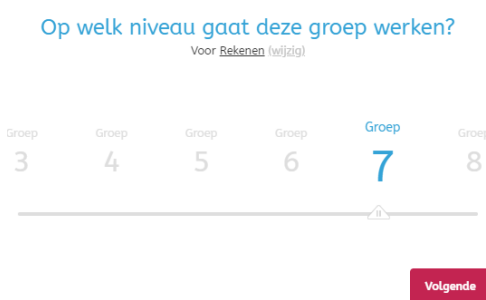 Op welk niveau gaat deze groep werken?
Voor Rekenen (wijzig)
Groep Groep Groep Groep Groep Groep
3 4 5 6 7 8
Volgende